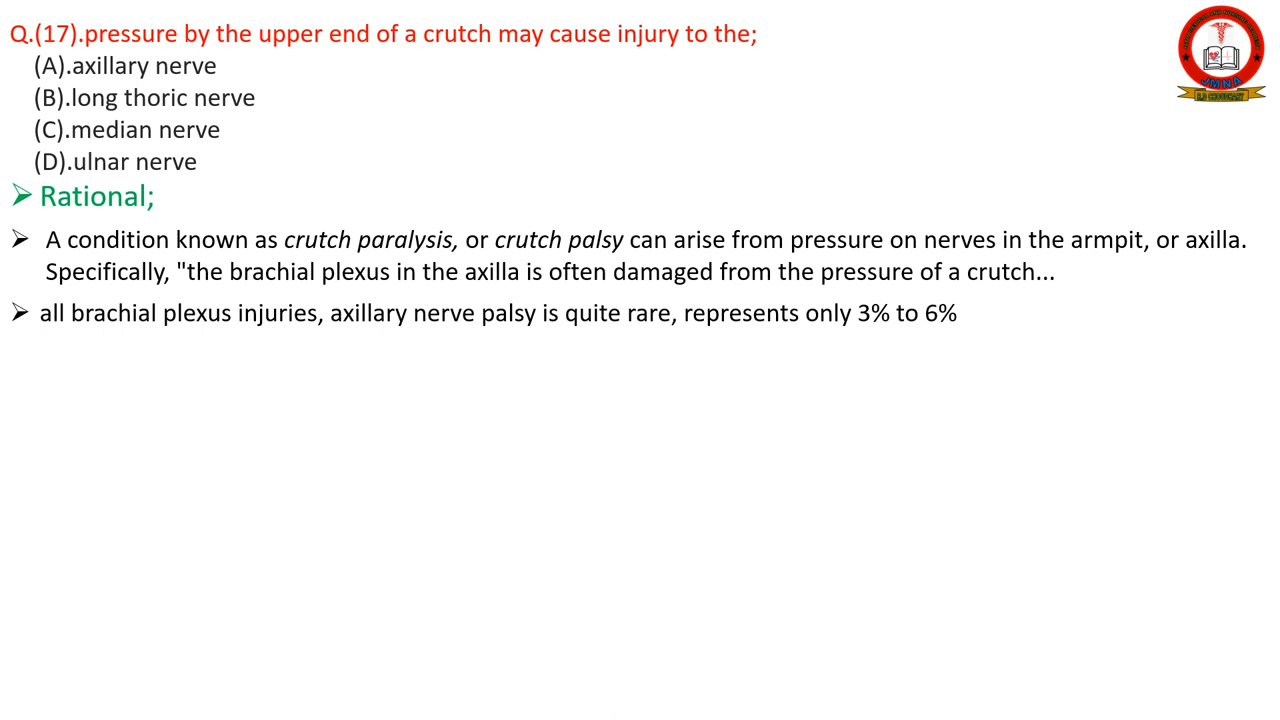 Q.(17).pressure by the upper end of a crutch may cause injury to the;
(A).axillary nerve
(B).long thoric nerve
(C).median nerve
(D).ulnar nerve
Rational;
A condition known as crutch paralysis, or crutch palsy can arise from pressure on nerves in the armpit, or axilla.
Specifically, "the brachial plexus in the axilla is often damaged from the pressure of a crutch...
all brachial plexus injuries, axillary nerve palsy is quite rare, represents only 3% to 6%
JMNA